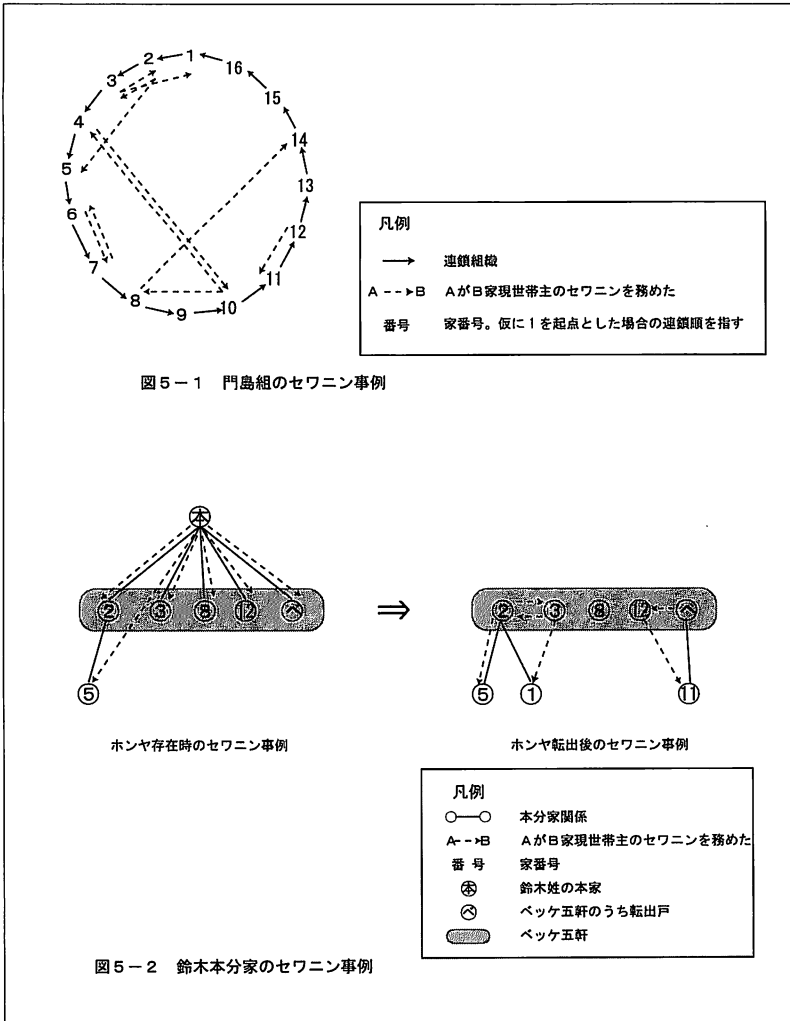 1
2
3
4
5
6
7
8
9
10
11
12
13
14
15
16
凡例
連鎖組織
A B AがB家現世帯主のセワニンを務めた
番号 家番号。仮に1を起点とした場合の連鎖順を指す
図5-1 門島組のセワニン事例
本
② ③ ⑧ ⑫ ベ
⑤
ホンヤ存在時のセワニン事例
⇒
② ③ ⑧ ⑫ ベ
⑤ ① ⑪
ホンヤ転出後のセワニン事例
凡例
本分家関係
A B AがB家現世帯主のセワニンを務めた
番号 家番号
本 鈴木姓の本家
ベ ベッケ五軒のうち転出戸
ベッケ五軒
図5-2 鈴木本分家のセワニン事例